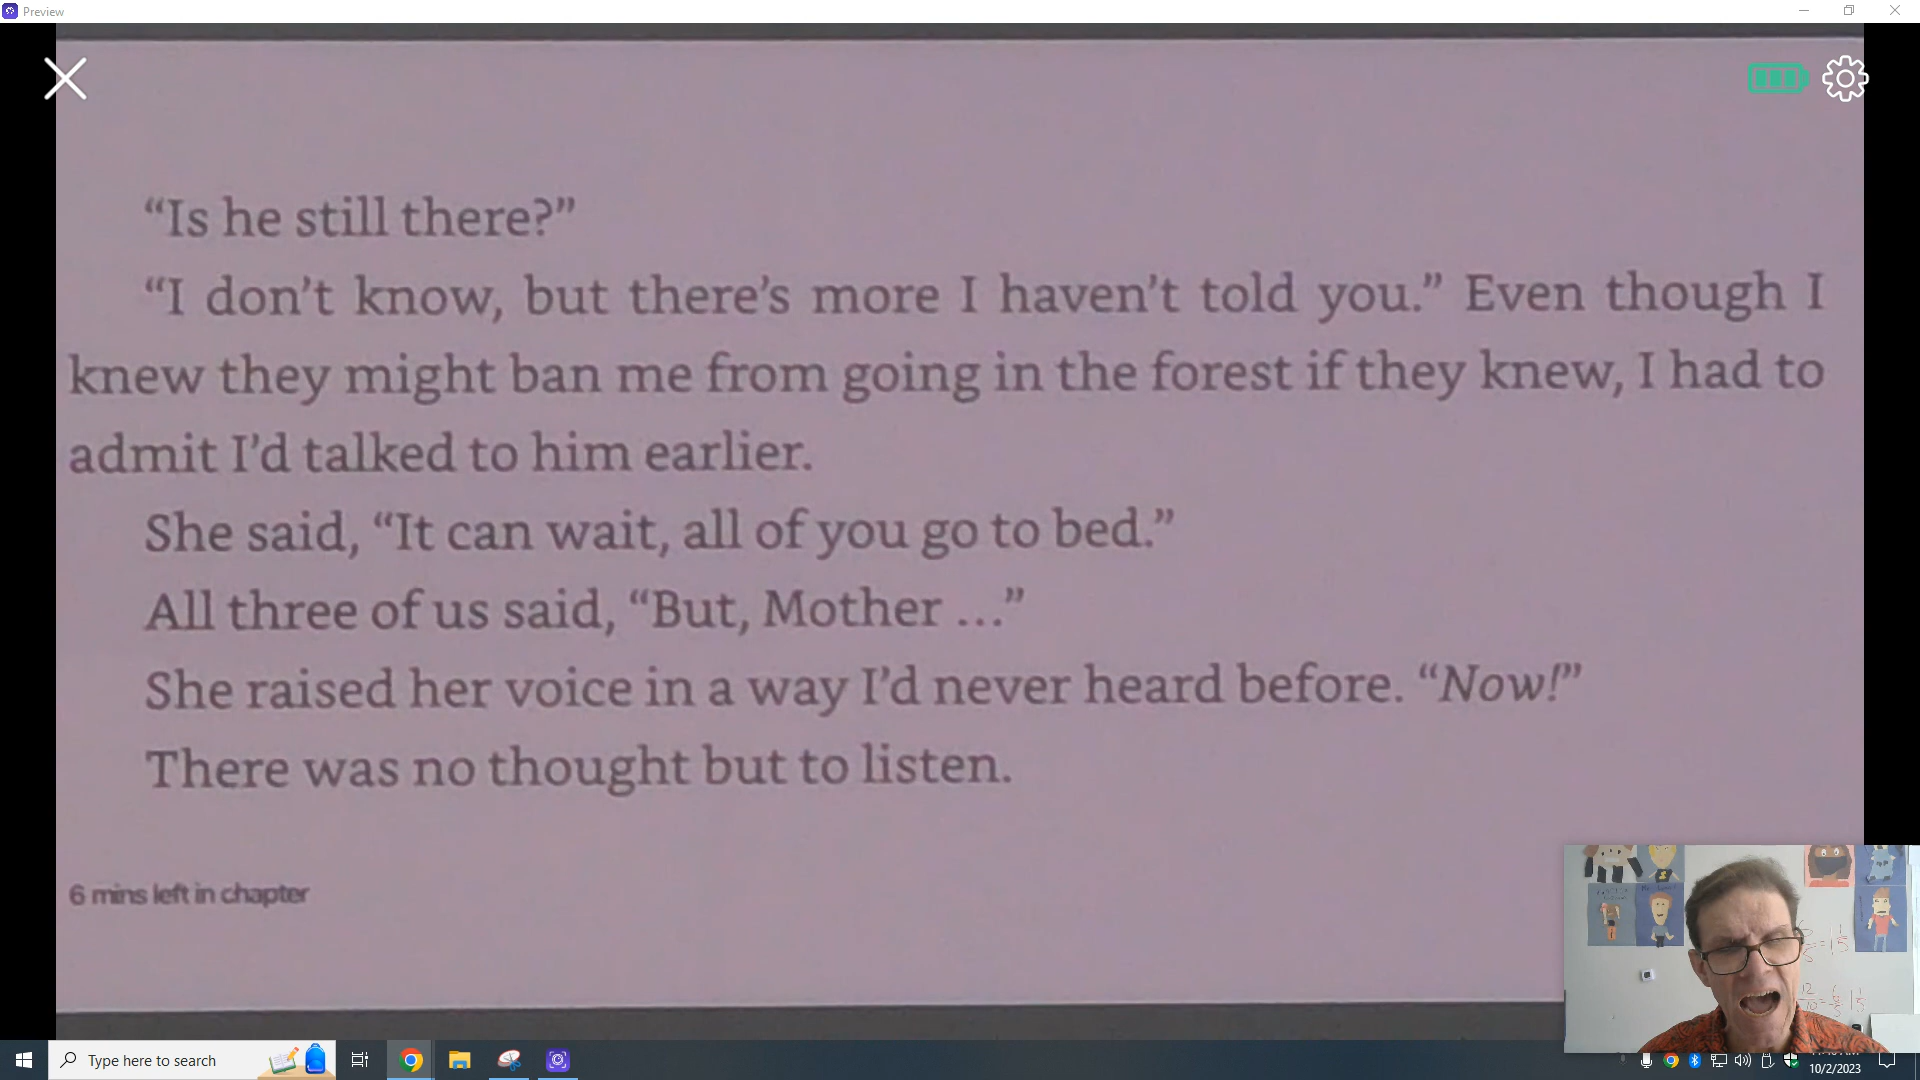 Preview
“Is he still there?”
“I don’t know, but there’s more I haven’t told you.” Even though I
knew they might ban me from going in the forest if they knew, I had to
admit I’d talked to him earlier.
She said, “It can wait, all of you go to bed.”
All three of us said, “But, Mother …”
She raised her voice in a way I’d never heard before. “Now!”
There was no thought but to listen.
6 mins left in chapter
Type here to search
10/2/2023